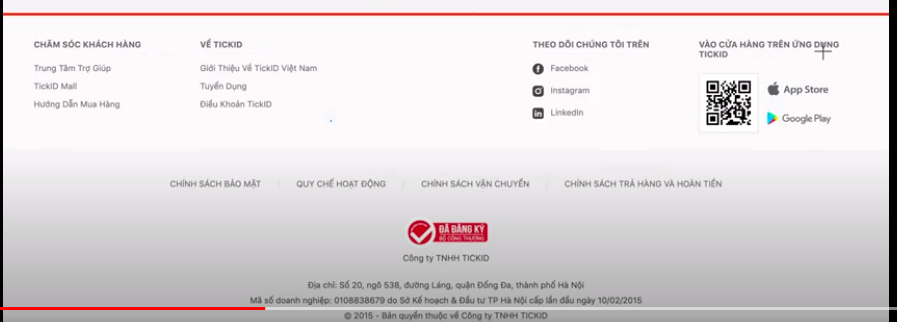 CHĂM SÓC KHÁCH HÀNG
Trung Tâm Trợ Giúp
TickID Mall
Hướng Dẫn Mua Hàng
VỀ TICKID
Giới Thiệu Về TickID Việt Nam
Tuyển Dụng
Điều Khoản TickID
THEO DÕI CHÚNG TÔI TRÊN
Facebook
Instagram
LinkedIn
VÀO CỬA HÀNG TRÊN ỨNG DỤNG
TICKID
App Store
Google Play
CHÍNH SÁCH BẢO MẬT
QUY CHẾ HOẠT ĐỘNG
CHÍNH SÁCH VẬN CHUYỂN
CHÍNH SÁCH TRẢ HÀNG VÀ HOÀN TIỀN
ĐÃ ĐĂNG KÝ
BỘ CÔNG THƯƠNG
Công ty TNHH TICKID
Địa chỉ: Số 20, ngõ 538, đường Láng, quận Đống Đa, thành phố Hà Nội
Mã số doanh nghiệp: 0108838679 do Sở Kế hoạch & Đầu tư TP Hà Nội cấp lần đầu ngày 10/02/2015
© 2015 - Bản quyền thuộc về Công ty TNHH TICKID